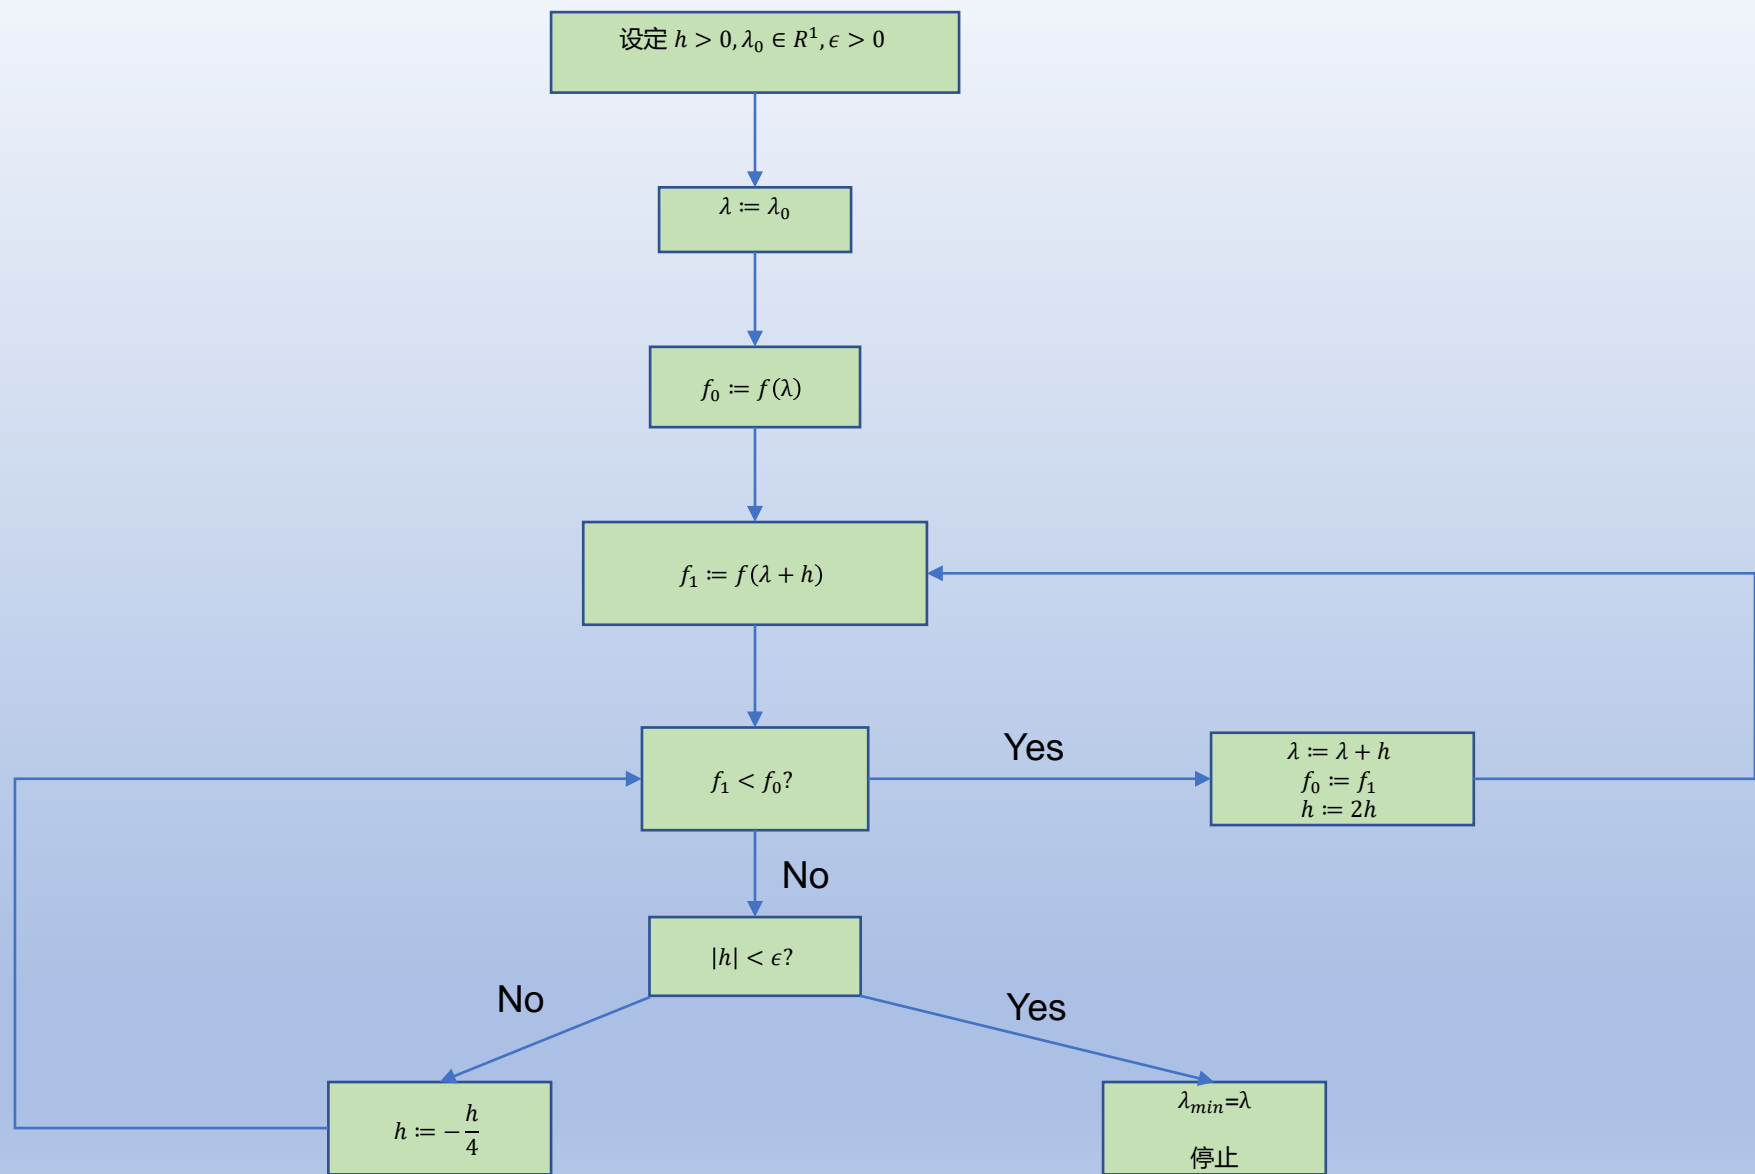 设定 h > 0, λ₀ ∈ R¹, ϵ > 0
λ ≔ λ₀
f₀ ≔ f(λ)
f₁ ≔ f(λ + h)
f₁ < f₀?
Yes
λ ≔ λ + h
f₀ ≔ f₁
h ≔ 2h
No
|h| < ϵ?
No
Yes
h ≔ −h/4
λₘᵢₙ=λ
停止